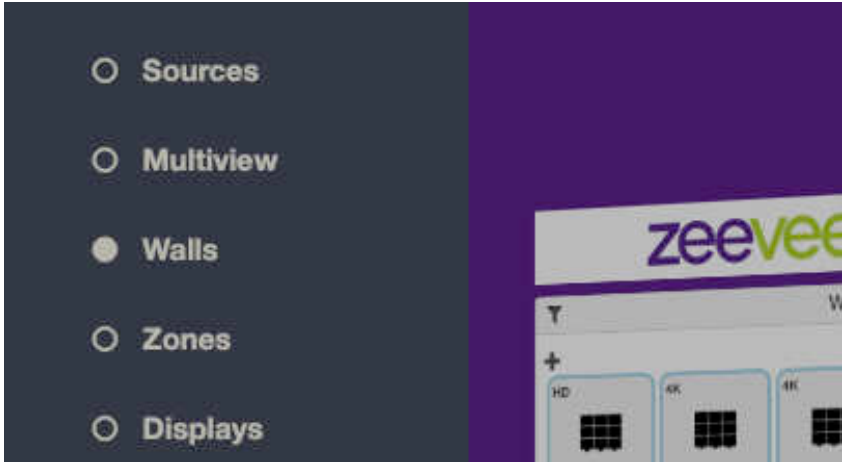 Sources
Multiview
Walls
Zones
Displays
zeevee
W
HD
4K
4K